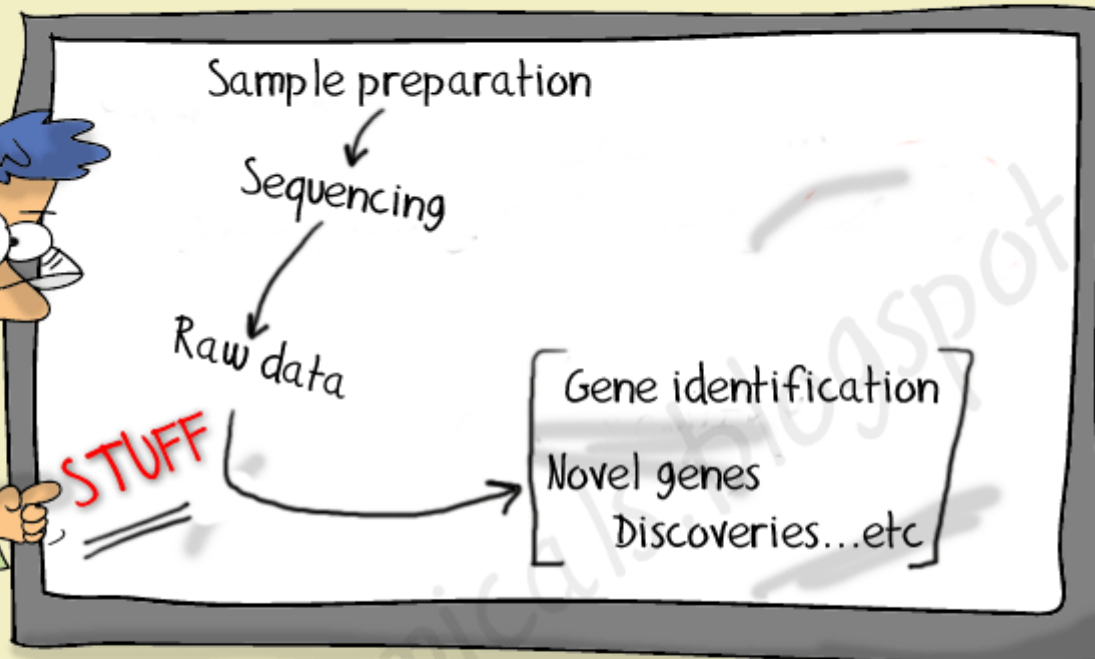 Sample preparation
Sequencing
Raw data
STUFF
Gene identification
Novel genes
Discoveries...etc